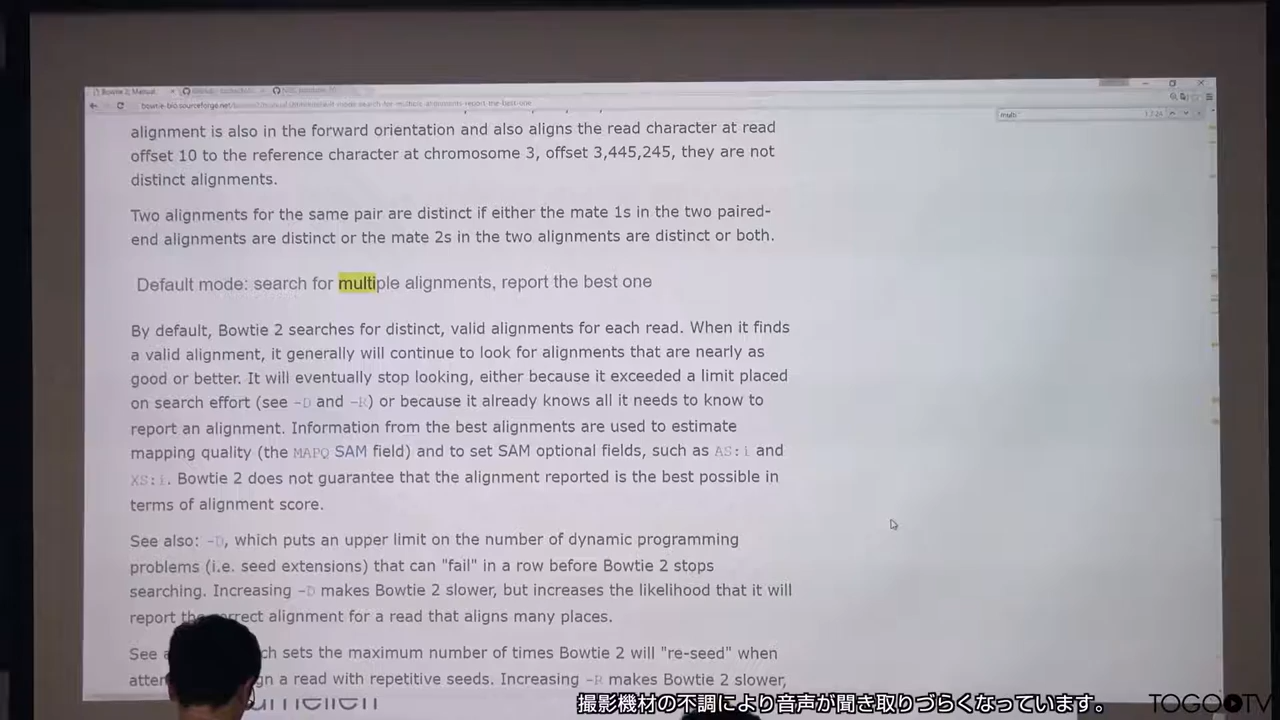 Bowtie 2: Manual
multi
alignment is also in the forward orientation and also aligns the read character at read
offset 10 to the reference character at chromosome 3, offset 3,445,245, they are not
distinct alignments.
Two alignments for the same pair are distinct if either the mate 1s in the two paired-
end alignments are distinct or the mate 2s in the two alignments are distinct or both.
Default mode: search for multiple alignments, report the best one
By default, Bowtie 2 searches for distinct, valid alignments for each read. When it finds
a valid alignment, it generally will continue to look for alignments that are nearly as
good or better. It will eventually stop looking, either because it exceeded a limit placed
on search effort (see -D and -R) or because it already knows all it needs to know to
report an alignment. Information from the best alignments are used to estimate
mapping quality (the MAPQ SAM field) and to set SAM optional fields, such as AS:i and
XS:i. Bowtie 2 does not guarantee that the alignment reported is the best possible in
terms of alignment score.
See also: -D, which puts an upper limit on the number of dynamic programming
problems (i.e. seed extensions) that can "fail" in a row before Bowtie 2 stops
searching. Increasing -D makes Bowtie 2 slower, but increases the likelihood that it will
report the correct alignment for a read that aligns many places.
See sets the maximum number of times Bowtie 2 will "re-seed" when
a read with repetitive seeds. Increasing -R makes Bowtie 2 slower,
撮影機材の不調により音声が聞き取りづらくなっています。
TOGOTV